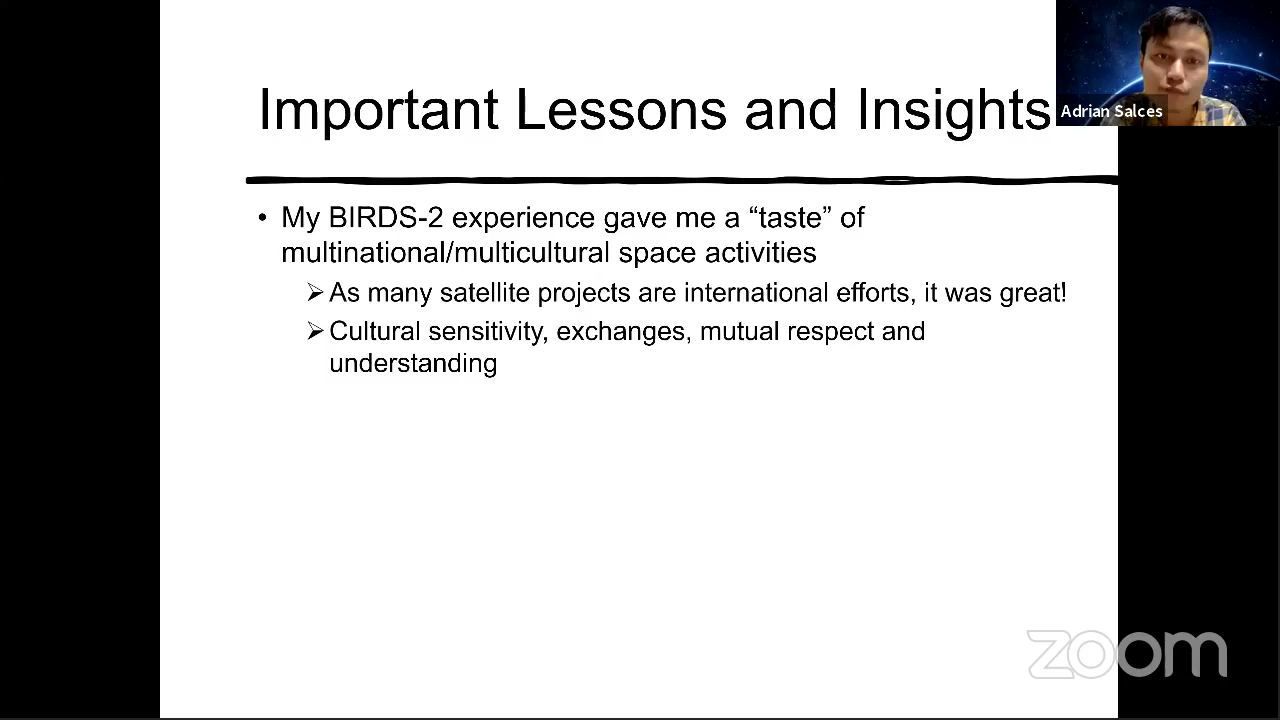 Important Lessons and Insights
Adrian Salces
• My BIRDS-2 experience gave me a “taste” of
multinational/multicultural space activities
➢ As many satellite projects are international efforts, it was great!
➢ Cultural sensitivity, exchanges, mutual respect and
understanding
zoom